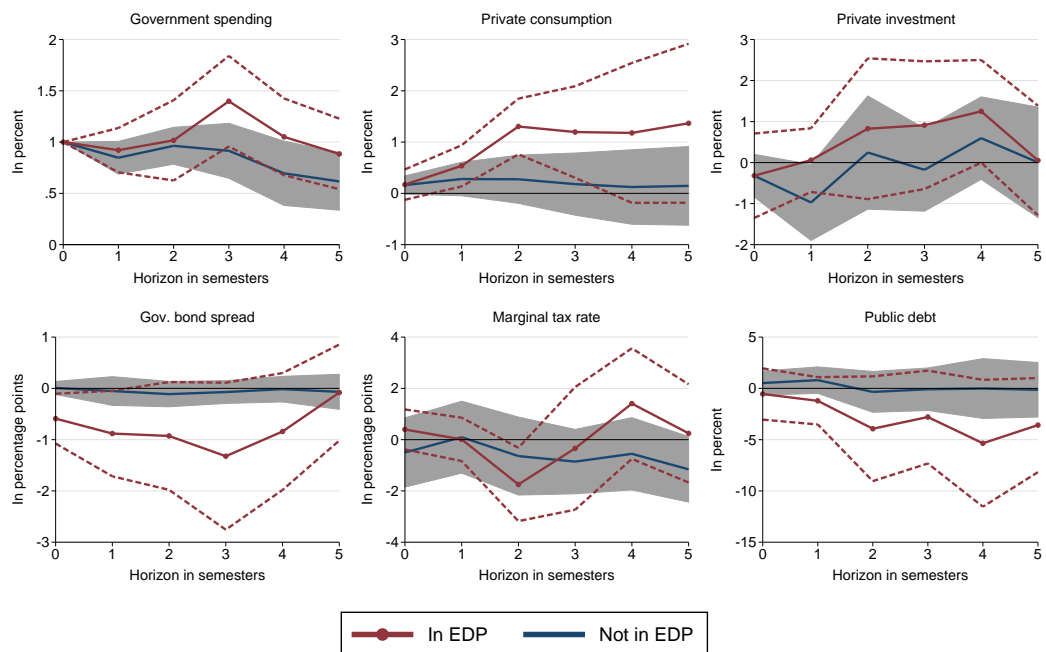 Government spending
In percent
2
1.5
1
.5
0
0 1 2 3 4 5
Horizon in semesters
Private consumption
In percent
3
2
1
0
-1
0 1 2 3 4 5
Horizon in semesters
Private investment
In percent
3
2
1
0
-1
-2
0 1 2 3 4 5
Horizon in semesters
Gov. bond spread
In percentage points
1
0
-1
-2
-3
0 1 2 3 4 5
Horizon in semesters
Marginal tax rate
In percentage points
4
2
0
-2
-4
0 1 2 3 4 5
Horizon in semesters
Public debt
In percent
5
0
-5
-10
-15
0 1 2 3 4 5
Horizon in semesters
In EDP Not in EDP